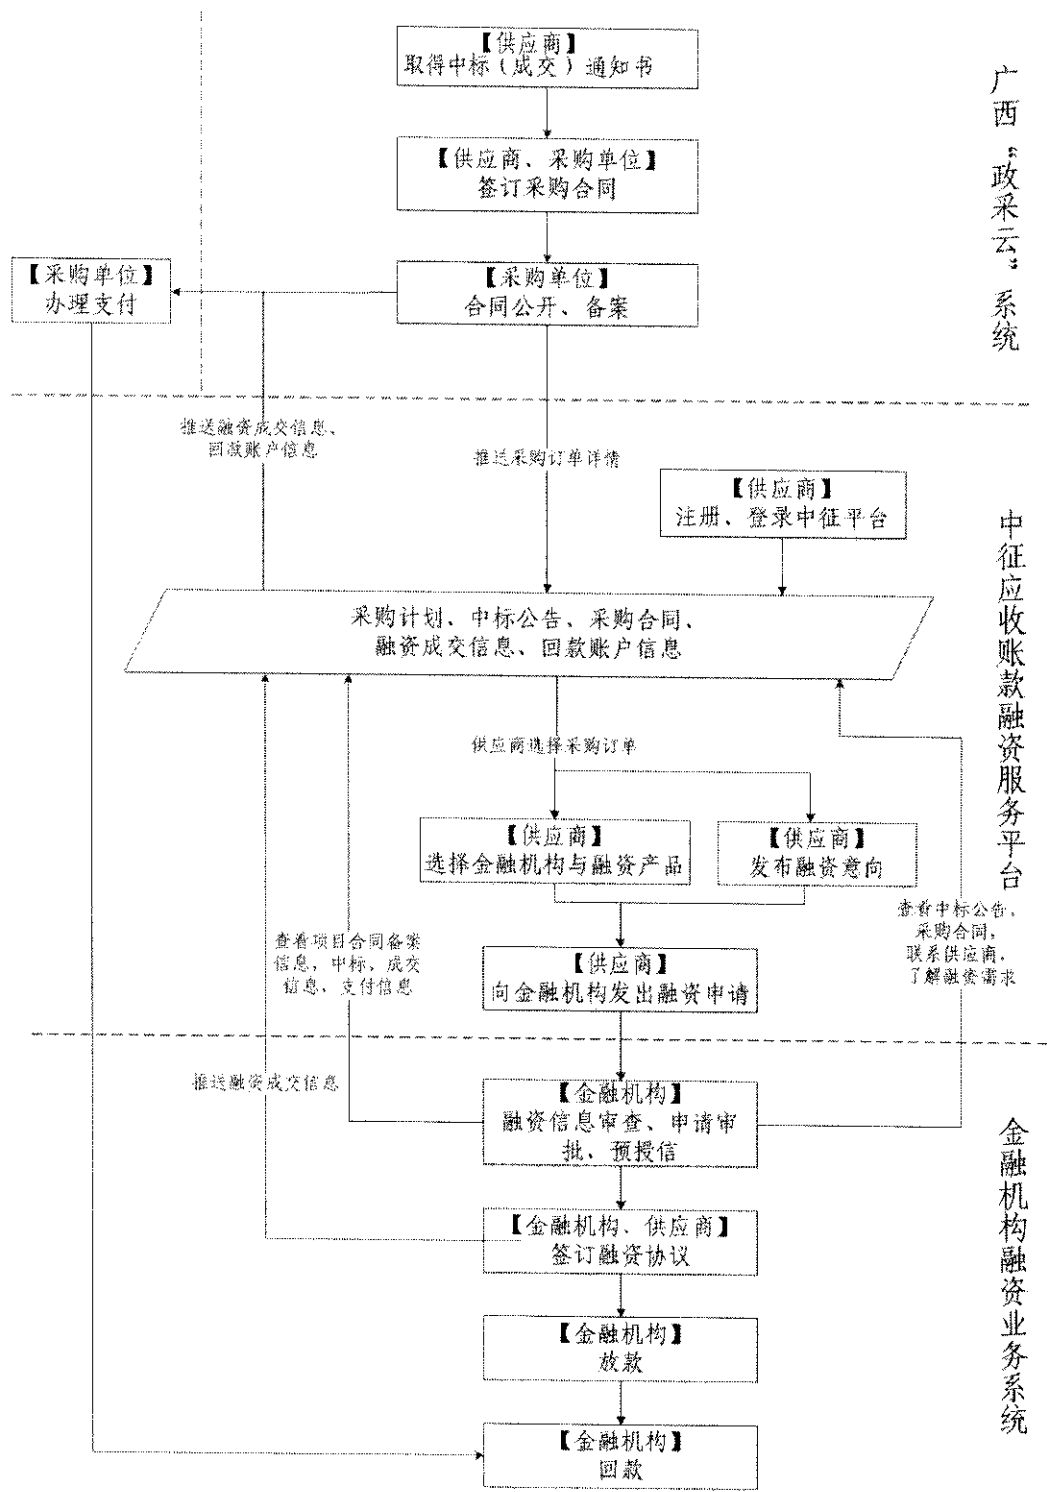 【供应商】
取得中标（成交）通知书
【供应商、采购单位】
签订采购合同
【采购单位】
办理支付
【采购单位】
合同公开、备案
广西“政采云”系统
推送融资成交信息、
回款账户信息
推送采购订单详情
【供应商】
注册、登录中征平台
采购计划、中标公告、采购合同、
融资成交信息、回款账户信息
供应商选择采购订单
【供应商】
选择金融机构与融资产品
【供应商】
发布融资意向
查看项目合同备案
信息，中标、成交
信息、支付信息
【供应商】
向金融机构发出融资申请
查看中标公告、
采购合同，
联系供应商，
了解融资需求
中征应收账款融资服务平台
推送融资成交信息
【金融机构】
融资信息审查、申请审
批、预授信
【金融机构、供应商】
签订融资协议
【金融机构】
放款
【金融机构】
回款
金融机构融资业务系统